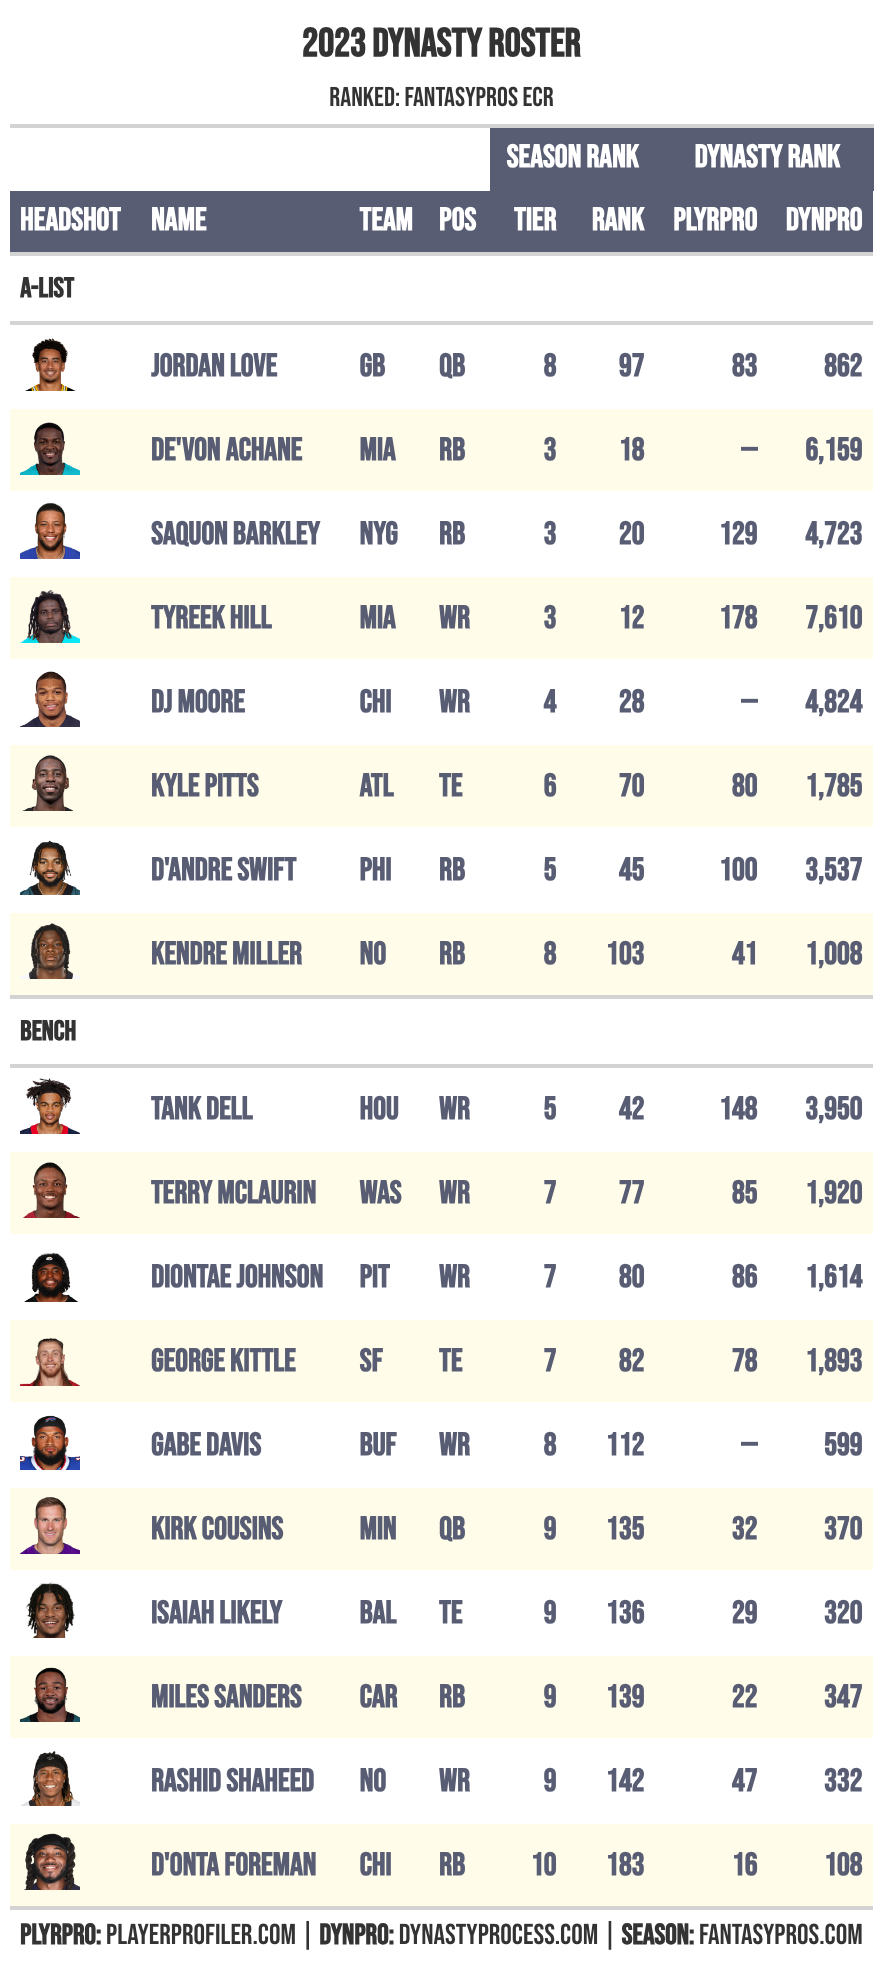 2023 DYNASTY ROSTER
RANKED: FANTASYPROS ECR
SEASON RANK DYNASTY RANK
HEADSHOT NAME TEAM POS TIER RANK PLYRPRO DYNPRO
A-LIST
JORDAN LOVE GB QB 8 97 83 862
DE'VON ACHANE MIA RB 3 18 — 6,159
SAQUON BARKLEY NYG RB 3 20 129 4,723
TYREEK HILL MIA WR 3 12 178 7,610
DJ MOORE CHI WR 4 28 — 4,824
KYLE PITTS ATL TE 6 70 80 1,785
D'ANDRE SWIFT PHI RB 5 45 100 3,537
KENDRE MILLER NO RB 8 103 41 1,008
BENCH
TANK DELL HOU WR 5 42 148 3,950
TERRY MCLAURIN WAS WR 7 77 85 1,920
DIONTAE JOHNSON PIT WR 7 80 86 1,614
GEORGE KITTLE SF TE 7 82 78 1,893
GABE DAVIS BUF WR 8 112 — 599
KIRK COUSINS MIN QB 9 135 32 370
ISAIAH LIKELY BAL TE 9 136 29 320
MILES SANDERS CAR RB 9 139 22 347
RASHID SHAHEED NO WR 9 142 47 332
D'ONTA FOREMAN CHI RB 10 183 16 108
PLYRPRO: PLAYERPROFILER.COM | DYNPRO: DYNASTYPROCESS.COM | SEASON: FANTASYPROS.COM